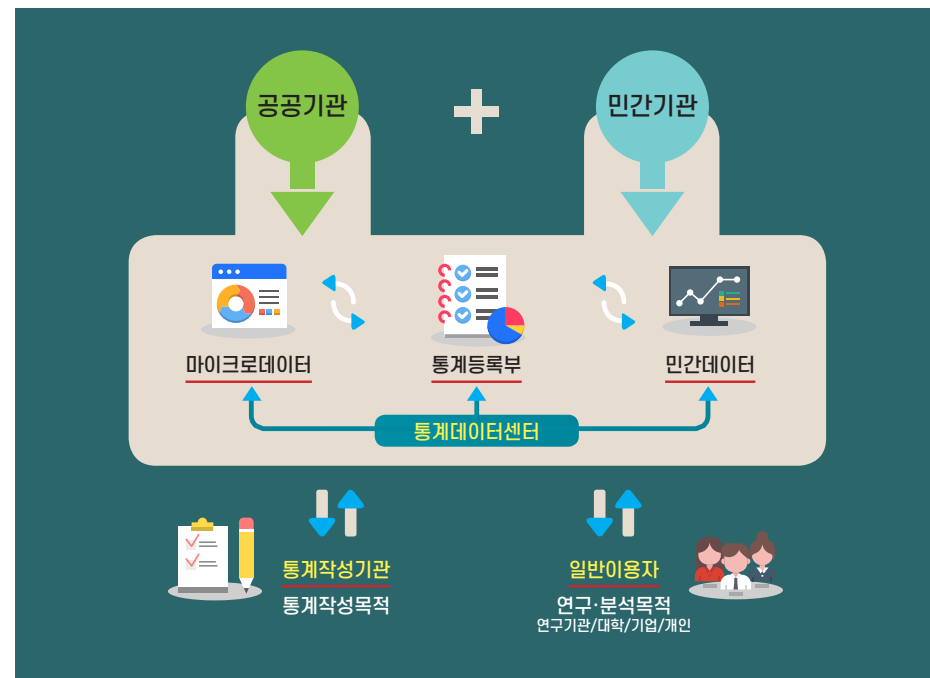 공공기관
민간기관
마이크로데이터
통계등록부
민간데이터
통계데이터센터
통계작성기관
통계작성목적
일반이용자
연구·분석목적
연구기관/대학/기업/개인